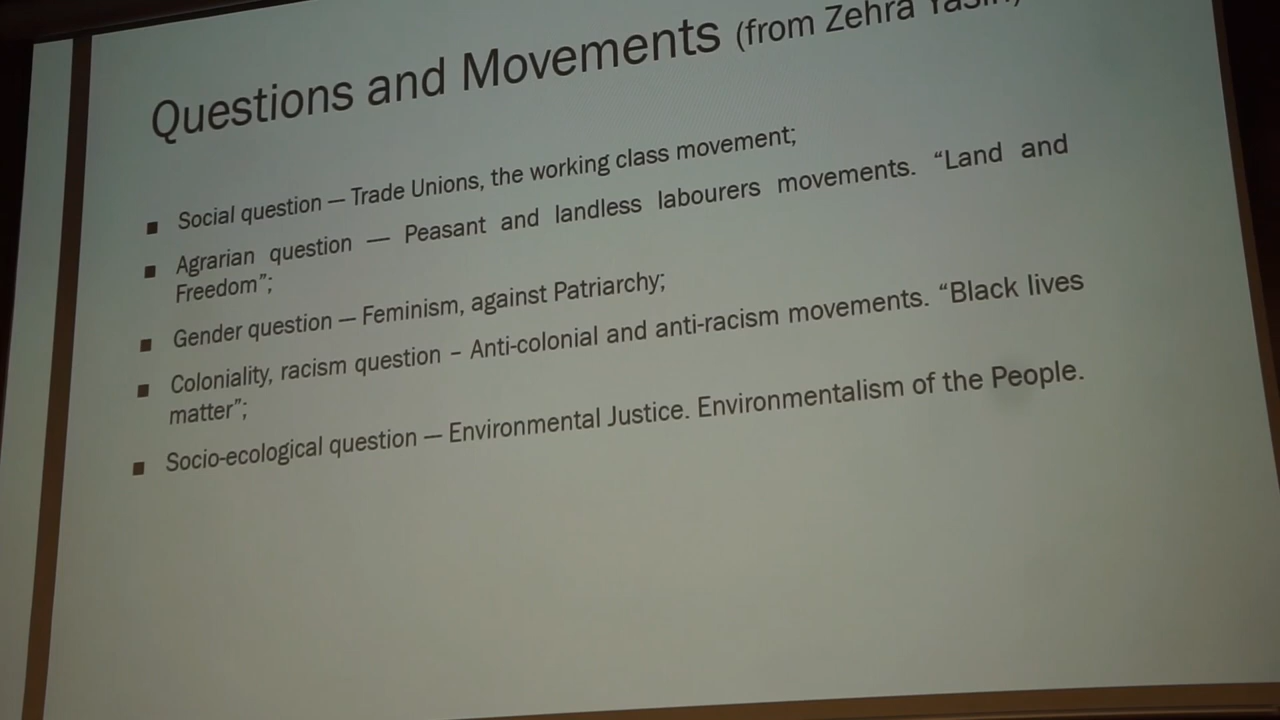 Questions and Movements (from Zehra
Social question — Trade Unions, the working class movement;
Agrarian question — Peasant and landless labourers movements. “Land and
Freedom”;
Gender question — Feminism, against Patriarchy;
Coloniality, racism question – Anti-colonial and anti-racism movements. “Black lives
matter”;
Socio-ecological question — Environmental Justice. Environmentalism of the People.